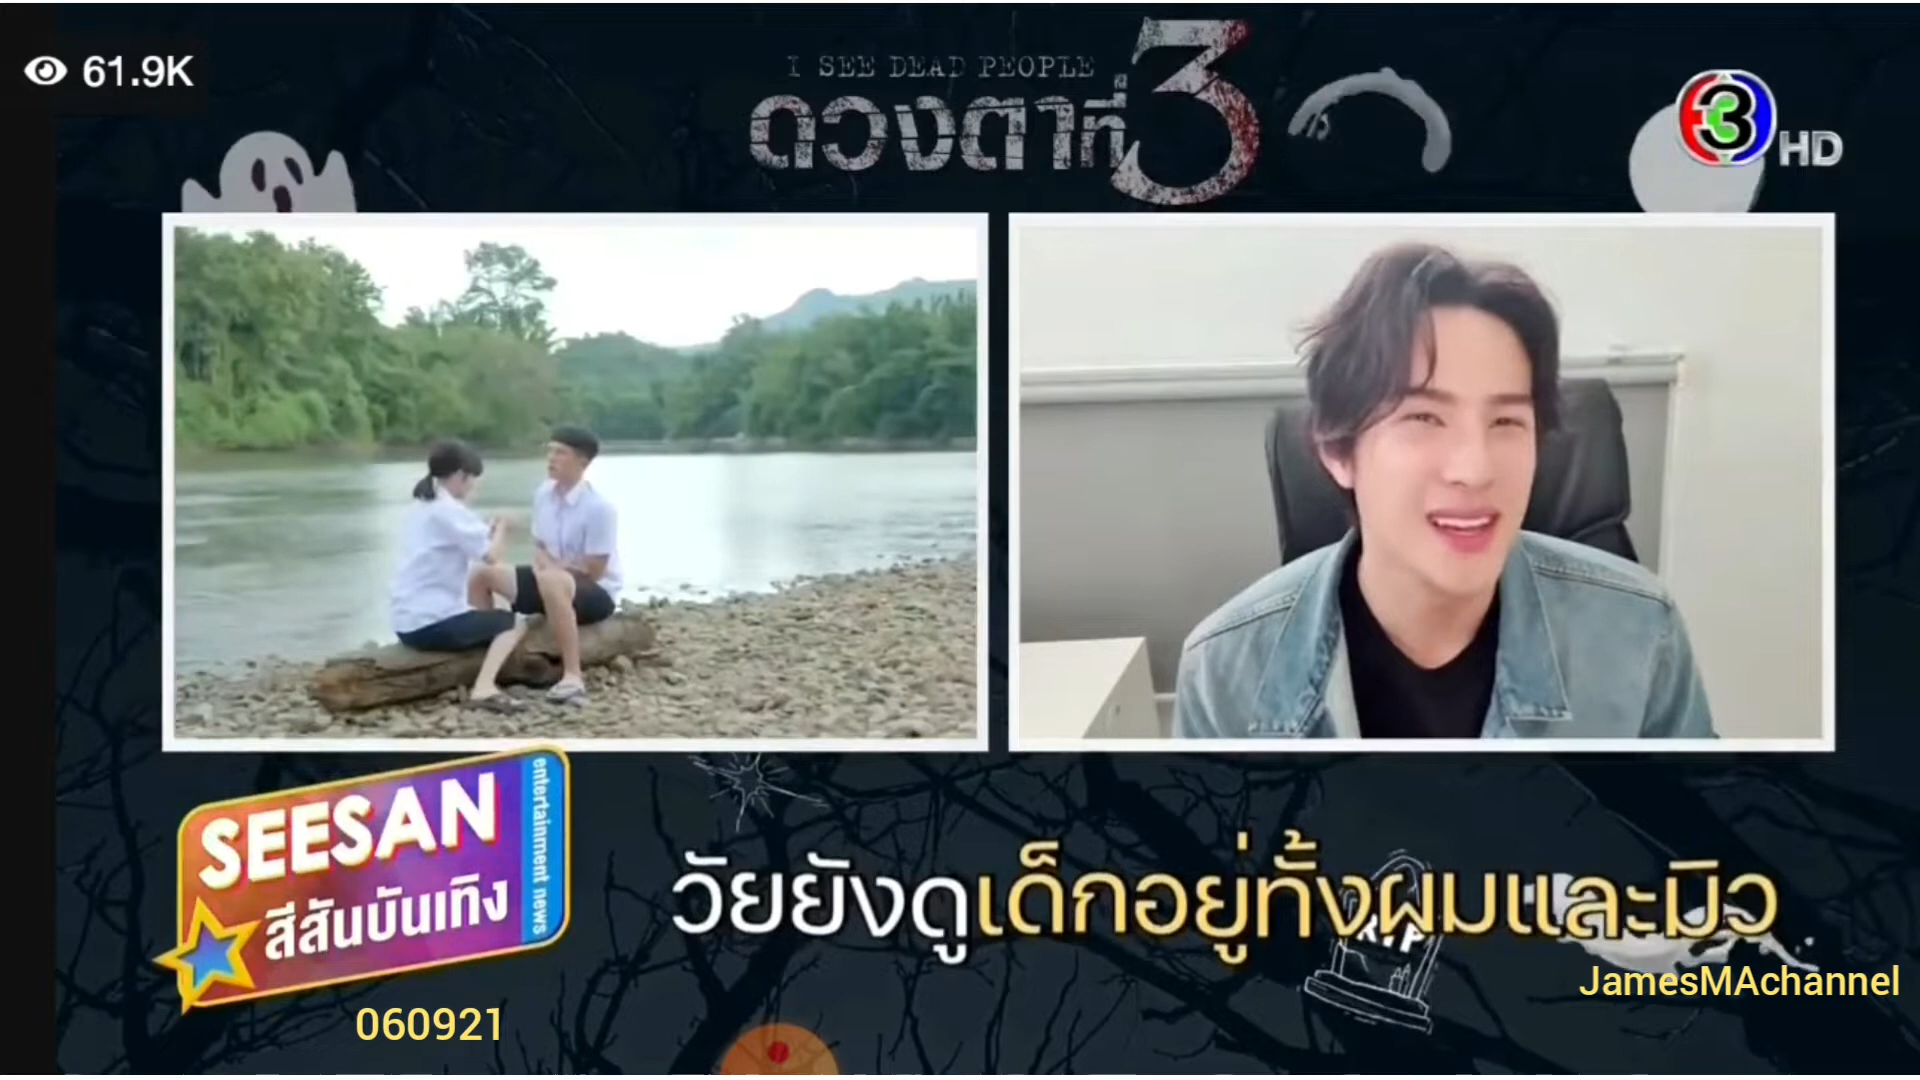 61.9K
I SEE DEAD PEOPLE
ดวงตาที่ 3
3 HD
SEESAN
สีสันบันเทิง
entertainment news
วัยยังดูเด็กอยู่ทั้งผมและมิว
R.I.P
JamesMAchannel
060921